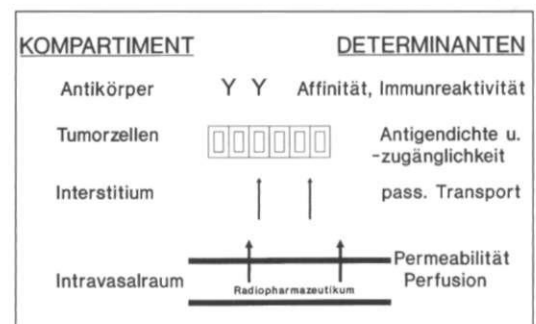 KOMPARTIMENT DETERMINANTEN
Antikörper Y Y Affinität, Immunreaktivität
Tumorzellen Antigendichte u.
-zugänglichkeit
Interstitium pass. Transport
Permeabilität
Intravasalraum Radiopharmazeutikum Perfusion